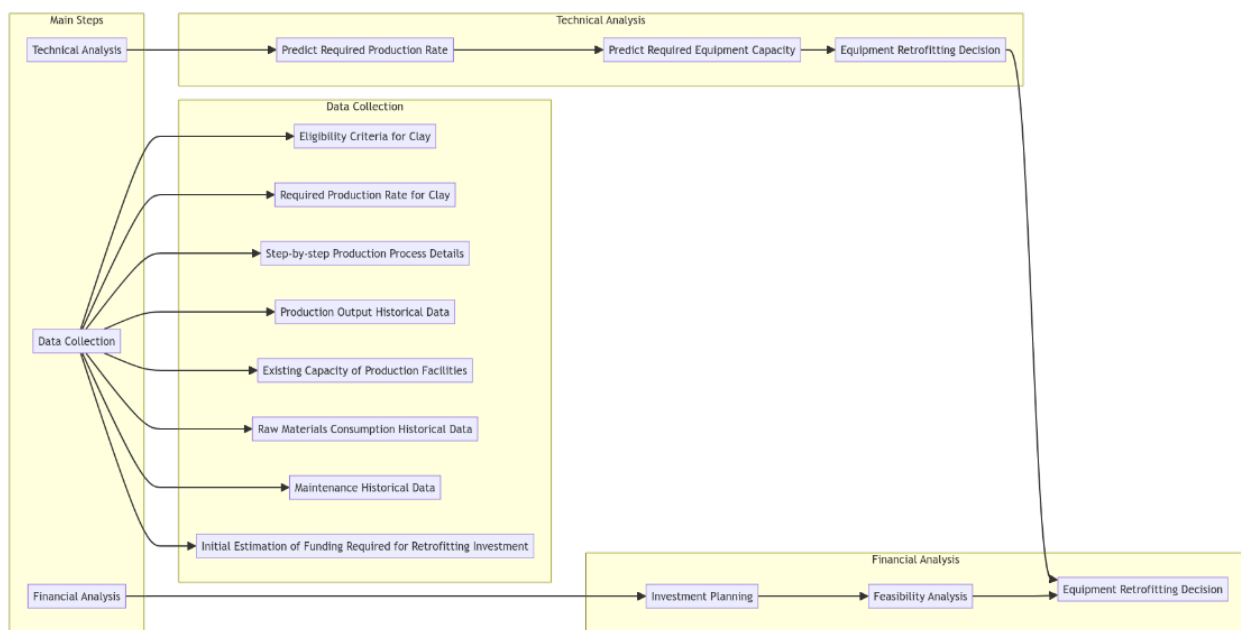 Main Steps
Technical Analysis
Technical Analysis
Predict Required Production Rate
Predict Required Equipment Capacity
Equipment Retrofitting Decision
Data Collection
Eligibility Criteria for Clay
Required Production Rate for Clay
Step-by-step Production Process Details
Production Output Historical Data
Data Collection
Existing Capacity of Production Facilities
Raw Materials Consumption Historical Data
Maintenance Historical Data
Initial Estimation of Funding Required for Retrofitting Investment
Financial Analysis
Financial Analysis
Investment Planning
Feasibility Analysis
Equipment Retrofitting Decision